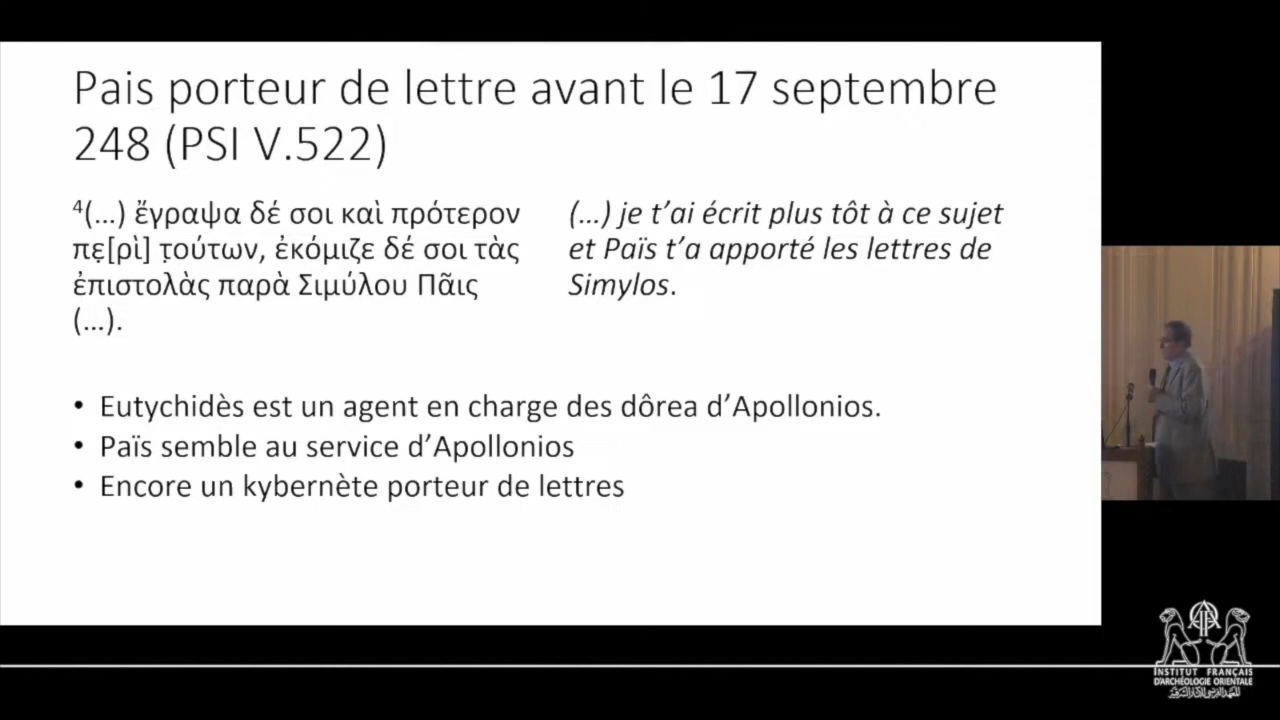 Pais porteur de lettre avant le 17 septembre
248 (PSI V.522)
⁴(…) ἔγραψα δέ σοι καὶ πρότερον
πẹ[ρὶ] τ̣ούτων, ἐκόμιζε δέ σοι τὰς
ἐπιστολὰς παρὰ Σιμύλου Πᾶις
(…).
(…) je t’ai écrit plus tôt à ce sujet
et Païs t’a apporté les lettres de
Simylos.
• Eutychidès est un agent en charge des dôrea d’Apollonios.
• Païs semble au service d’Apollonios
• Encore un kybernète porteur de lettres
INSTITUT FRANÇAIS
D’ARCHÉOLOGIE ORIENTALE